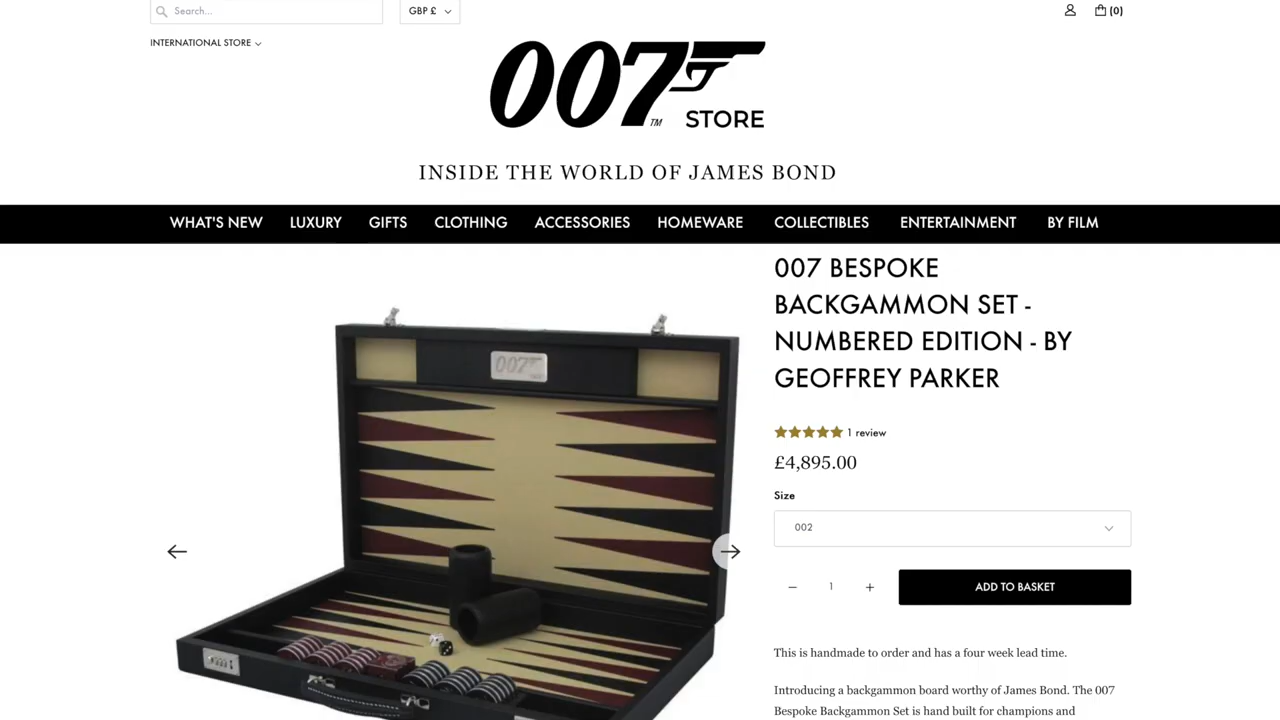 Search...
GBP £
(0)
INTERNATIONAL STORE
007 TM STORE
INSIDE THE WORLD OF JAMES BOND
WHAT'S NEW LUXURY GIFTS CLOTHING ACCESSORIES HOMEWARE COLLECTIBLES ENTERTAINMENT BY FILM
007 BESPOKE
BACKGAMMON SET -
NUMBERED EDITION - BY
GEOFFREY PARKER
1 review
£4,895.00
Size
002
1
ADD TO BASKET
This is handmade to order and has a four week lead time.
Introducing a backgammon board worthy of James Bond. The 007
Bespoke Backgammon Set is hand built for champions and
007